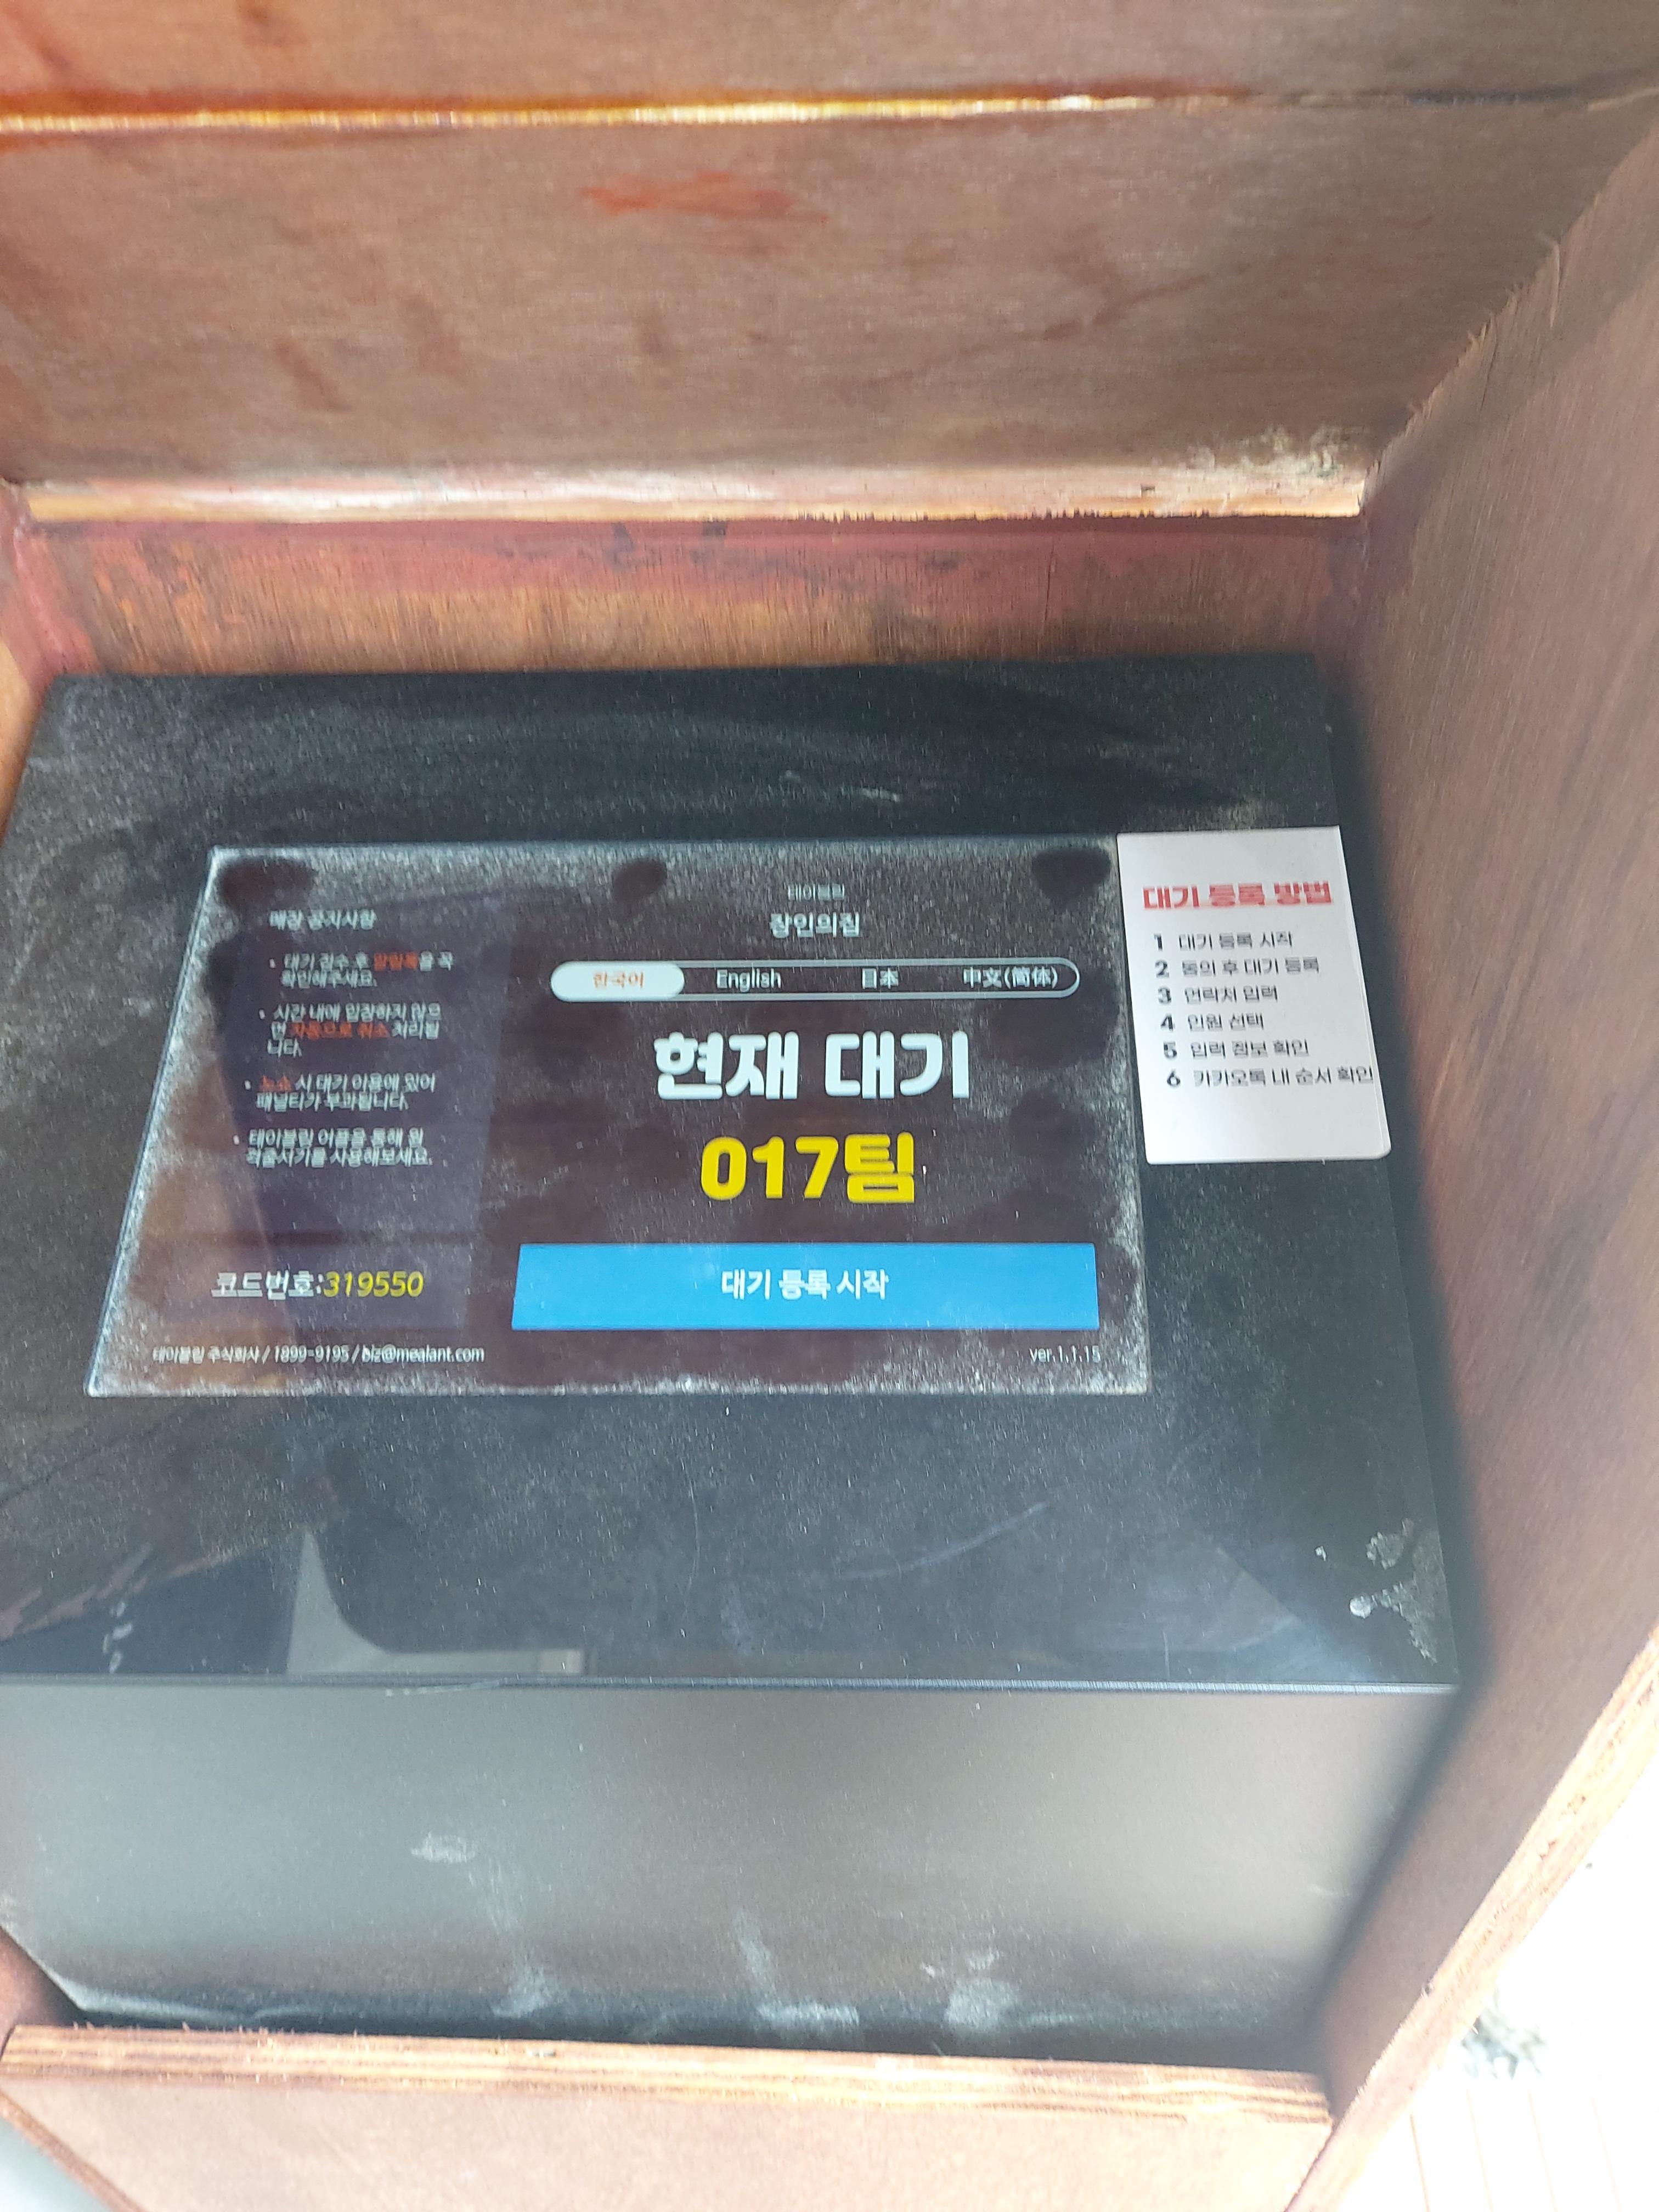 매장 공지사항
• 대기 접수 후 알림톡을 꼭
확인해주세요.
• 시간 내에 입장하지 않으
면 자동으로 취소 처리됩
니다.
• 노쇼 시 대기 이용에 있어
패널티가 부과됩니다.
• 테이블링 어플을 통해 원
격줄서기를 사용해보세요.
코드번호:319550
테이블링 주식회사 / 1899-9195 / biz@mealant.com
테이블링
장인의집
한국어 English 日本 中文(简体)
현재 대기
017팀
대기 등록 시작
ver.1.1.15
대기 등록 방법
1 대기 등록 시작
2 동의 후 대기 등록
3 연락처 입력
4 인원 선택
5 입력 정보 확인
6 카카오톡 내 순서 확인